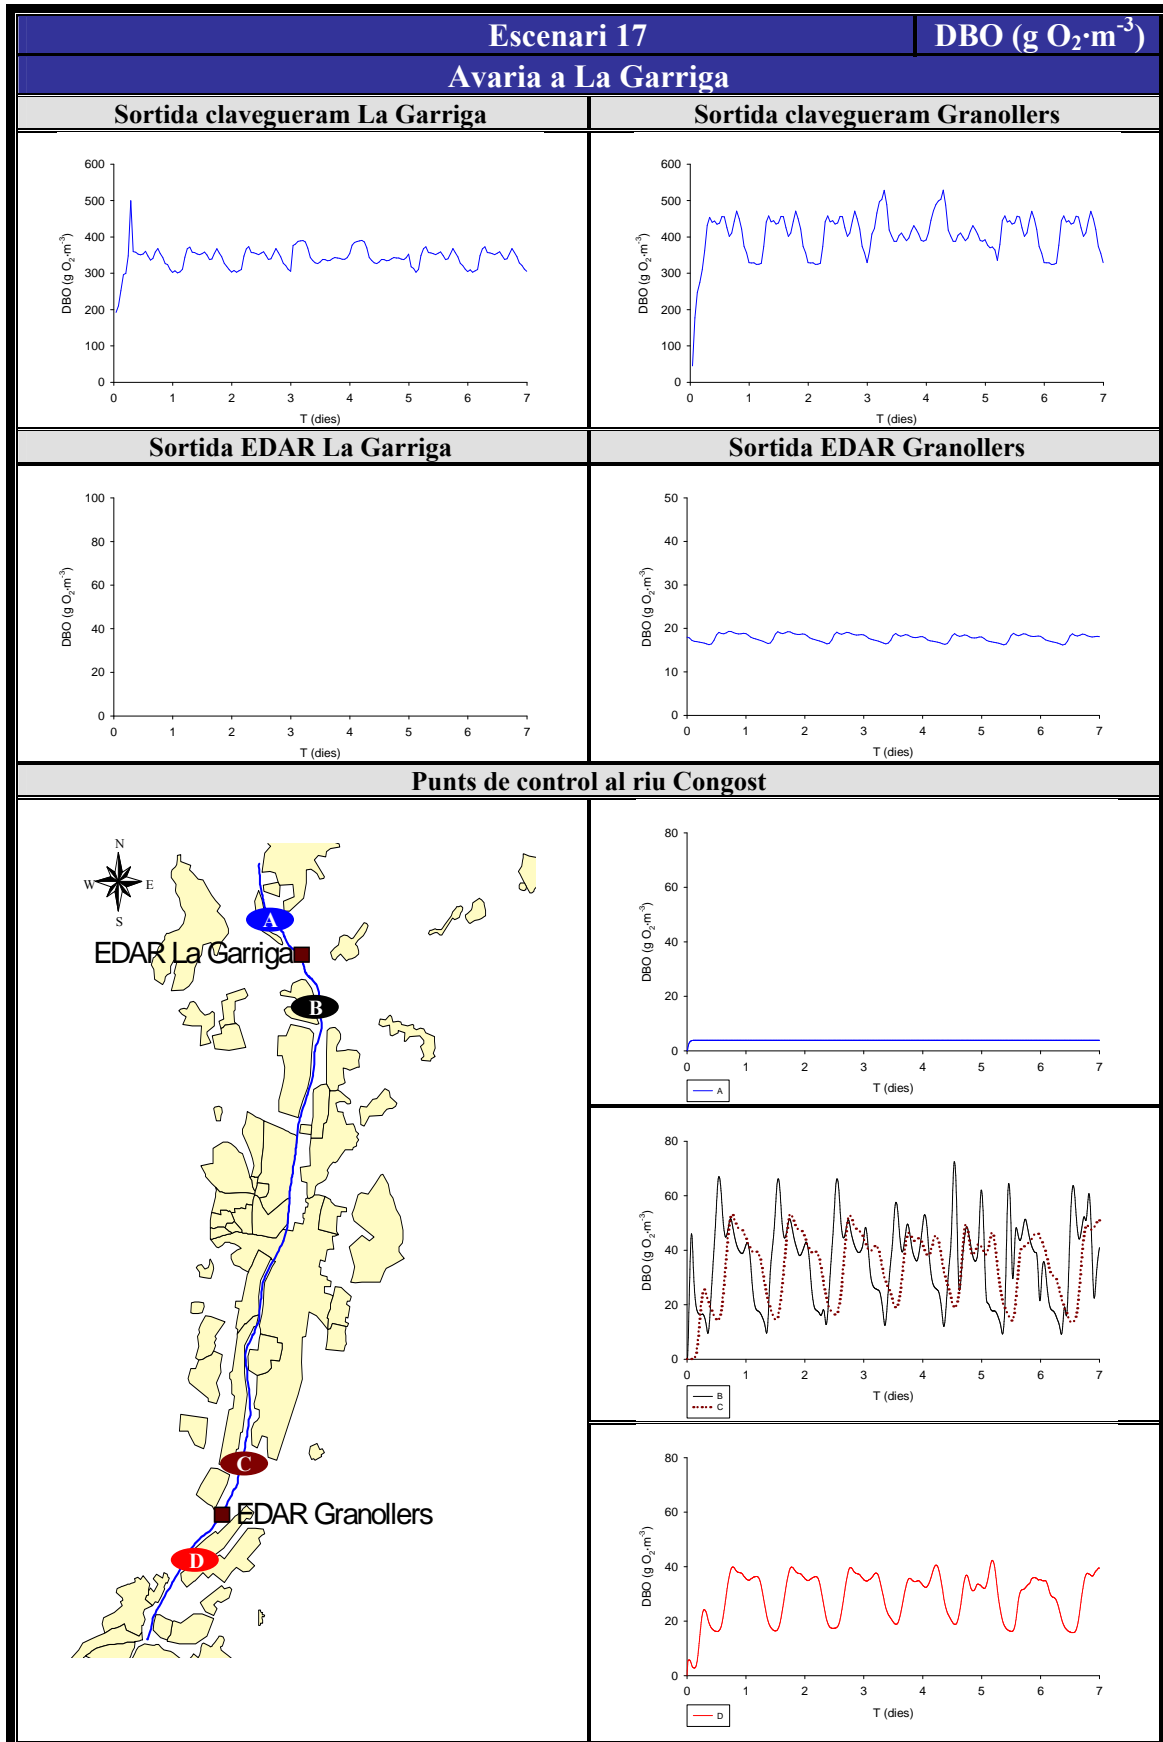 Escenari 17
DBO (g O₂·m⁻³)
Avaria a La Garriga
Sortida clavegueram La Garriga
Sortida clavegueram Granollers
600
500
400
300
200
100
0
0 1 2 3 4 5 6 7
DBO (g O₂·m⁻³)
T (dies)
600
500
400
300
200
100
0
0 1 2 3 4 5 6 7
DBO (g O₂·m⁻³)
T (dies)
Sortida EDAR La Garriga
Sortida EDAR Granollers
100
80
60
40
20
0
0 1 2 3 4 5 6 7
DBO (g O₂·m⁻³)
T (dies)
50
40
30
20
10
0
0 1 2 3 4 5 6 7
DBO (g O₂·m⁻³)
T (dies)
Punts de control al riu Congost
N
W E
S
A
EDAR La Garriga
B
C
EDAR Granollers
D
80
60
40
20
0
0 1 2 3 4 5 6 7
DBO (g O₂·m⁻³)
T (dies)
A
80
60
40
20
0
0 1 2 3 4 5 6 7
DBO (g O₂·m⁻³)
T (dies)
B
C
80
60
40
20
0
0 1 2 3 4 5 6 7
DBO (g O₂·m⁻³)
T (dies)
D